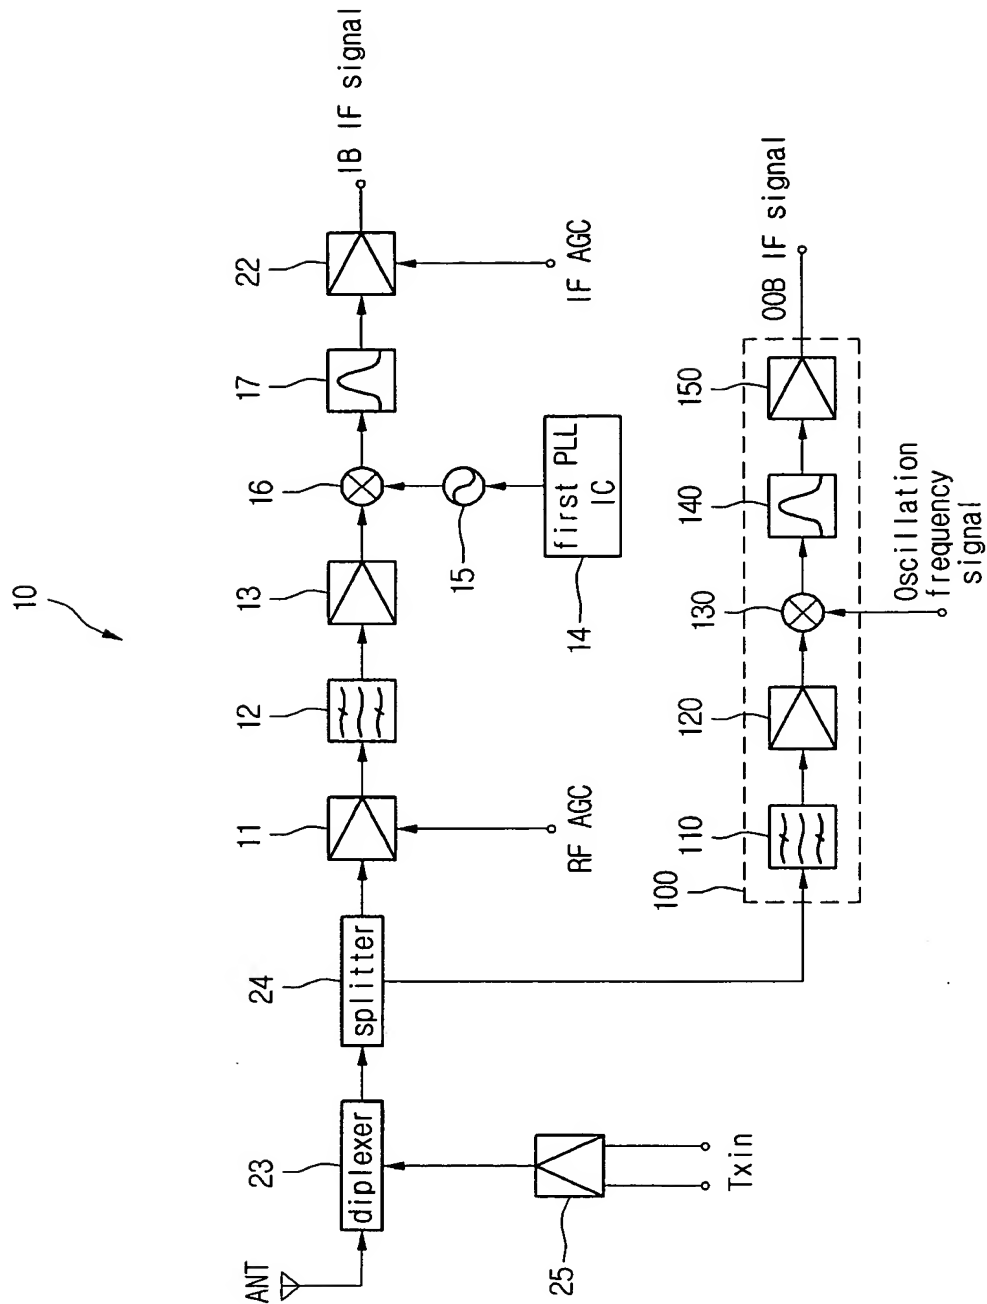 10
ANT
23
diplexer
24
splitter
11
12
13
16
17
22
IB IF signal
RF AGC
15
14
first PLL
IC
IF AGC
25
Txin
100
110
120
130
140
150
OOB IF signal
Oscillation
frequency
signal